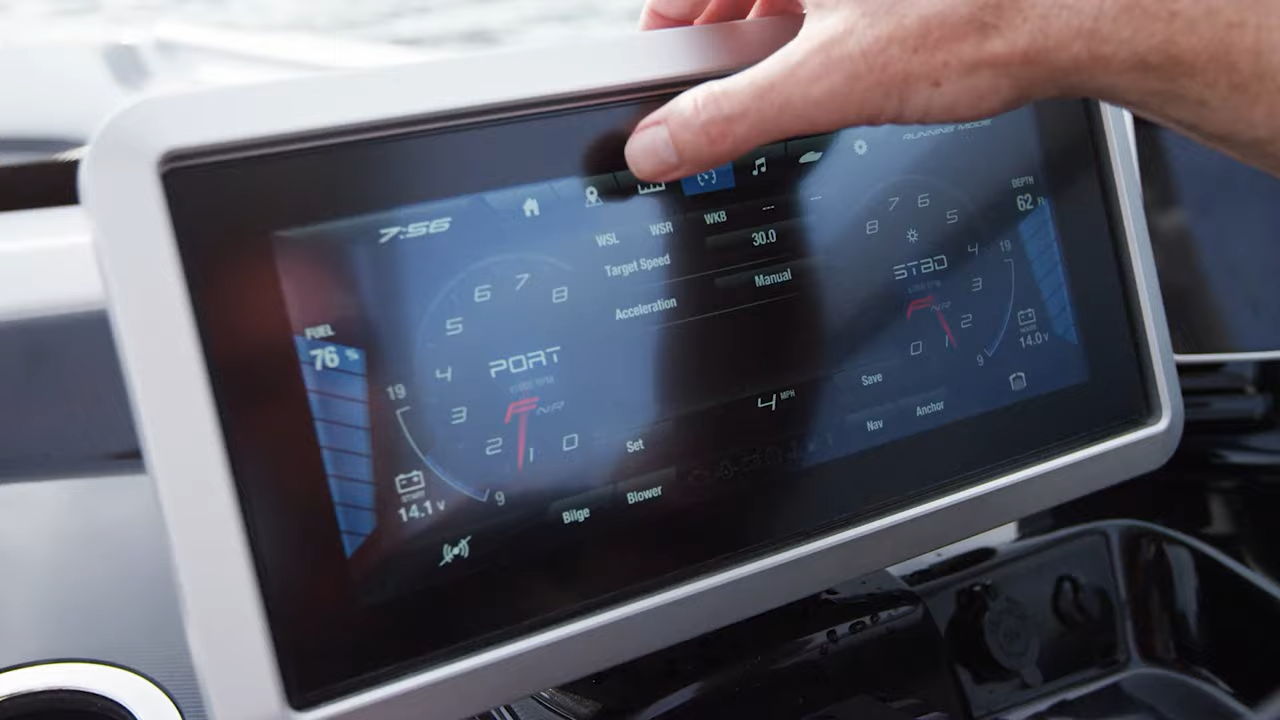 RUNNING MODE
7:56
WSL WSR WKB -- --
Target Speed 30.0
Acceleration Manual
FUEL
76 %
6 7 8
5
4
3
2 1 0
PORT
F N R
19
9
START
14.1 V
7 6 5
8 4
3
2
0 1
STBD
F N R
19
9
DEPTH
62 Ft
14.0 V
4 MPH
Set
Save
Bilge
Blower
Nav
Anchor